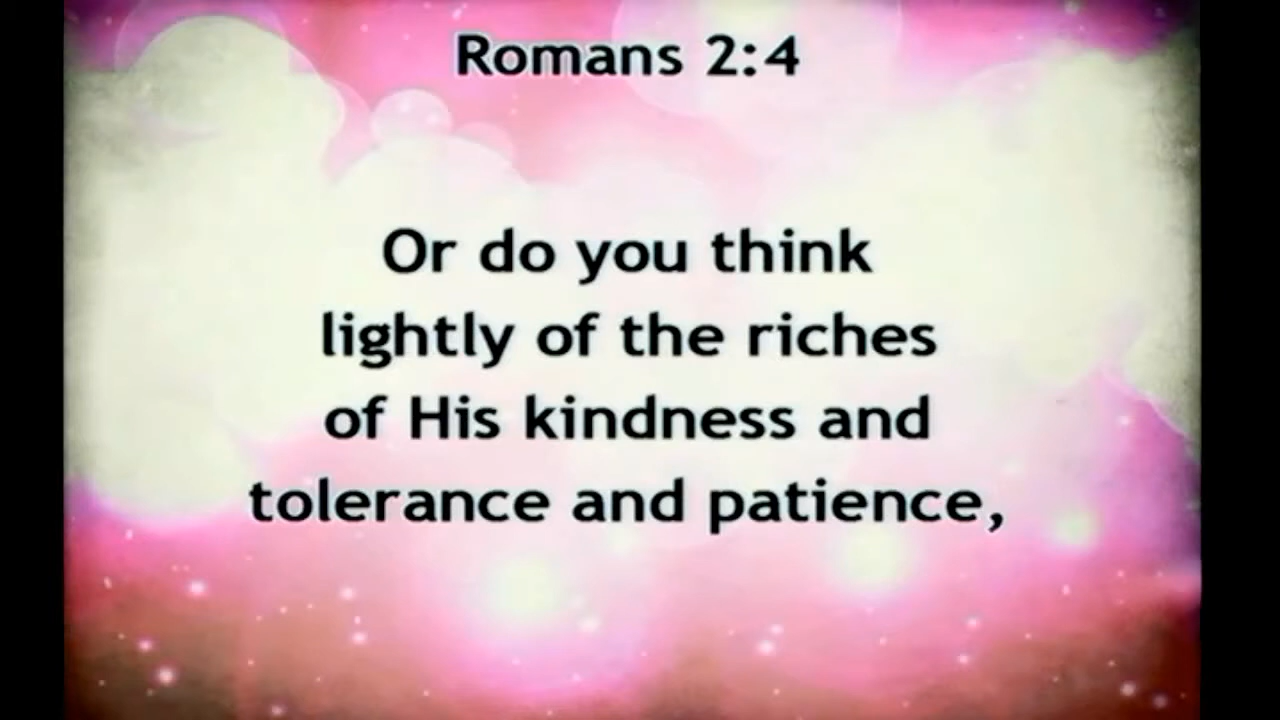 Romans 2:4
Or do you think
lightly of the riches
of His kindness and
tolerance and patience,